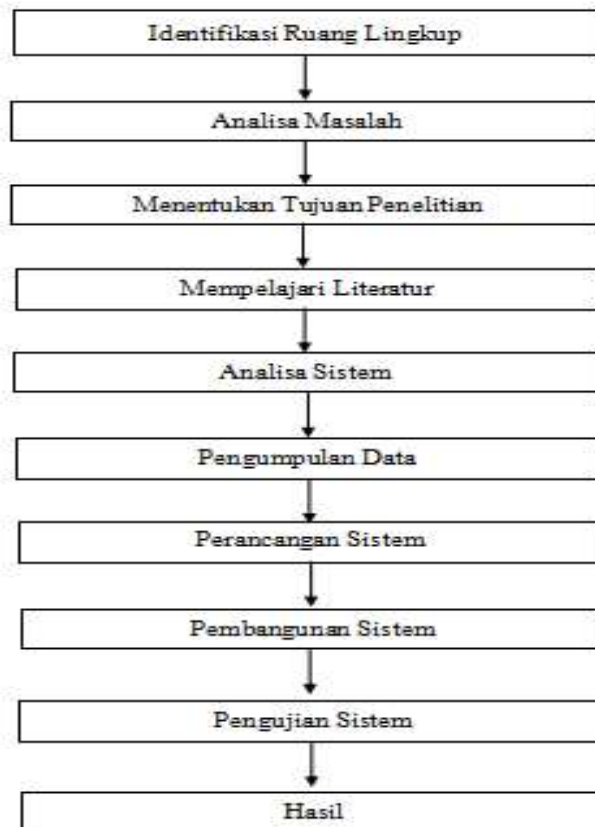 Identifikasi Ruang Lingkup
Analisa Masalah
Menentukan Tujuan Penelitian
Mempelajari Literatur
Analisa Sistem
Pengumpulan Data
Perancangan Sistem
Pembangunan Sistem
Pengujian Sistem
Hasil